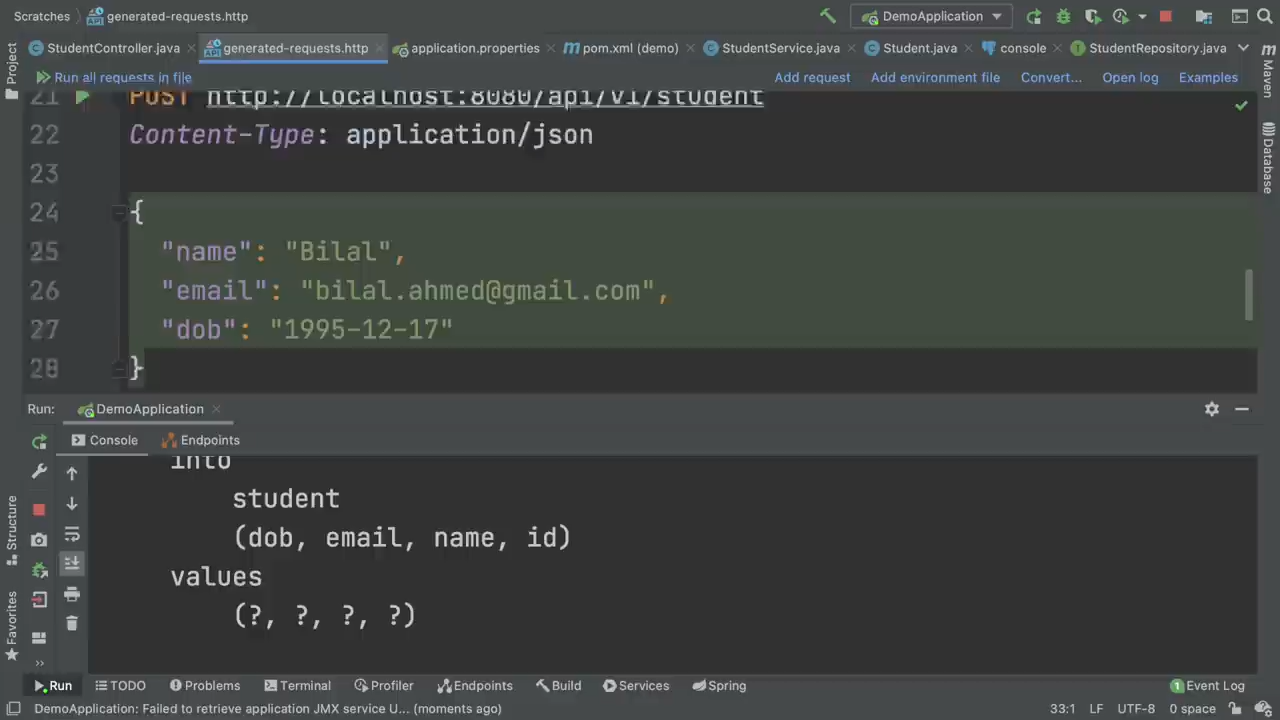 Scratches generated-requests.http DemoApplication
StudentController.java generated-requests.http application.properties pom.xml (demo) StudentService.java Student.java console StudentRepository.java
Run all requests in file Add request Add environment file Convert... Open log Examples
21 POST http://localhost:8080/api/v1/student
22 Content-Type: application/json
23
24 {
25 "name": "Bilal",
26 "email": "bilal.ahmed@gmail.com",
27 "dob": "1995-12-17"
28 }
Project
Maven
Database
Run: DemoApplication
Console Endpoints
into
student
(dob, email, name, id)
values
(?, ?, ?, ?)
Structure
Favorites
Run TODO Problems Terminal Profiler Endpoints Build Services Spring 1 Event Log
DemoApplication: Failed to retrieve application JMX service U... (moments ago) 33:1 LF UTF-8 0 space